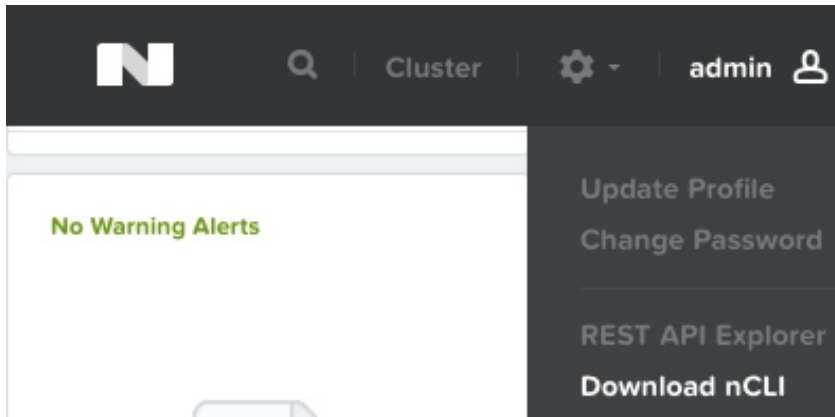 Cluster
admin
No Warning Alerts
Update Profile
Change Password
REST API Explorer
Download nCLI